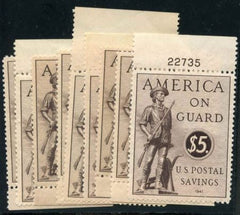 22735
AMERICA
ON
GUARD
$5
U.S. POSTAL
SAVINGS